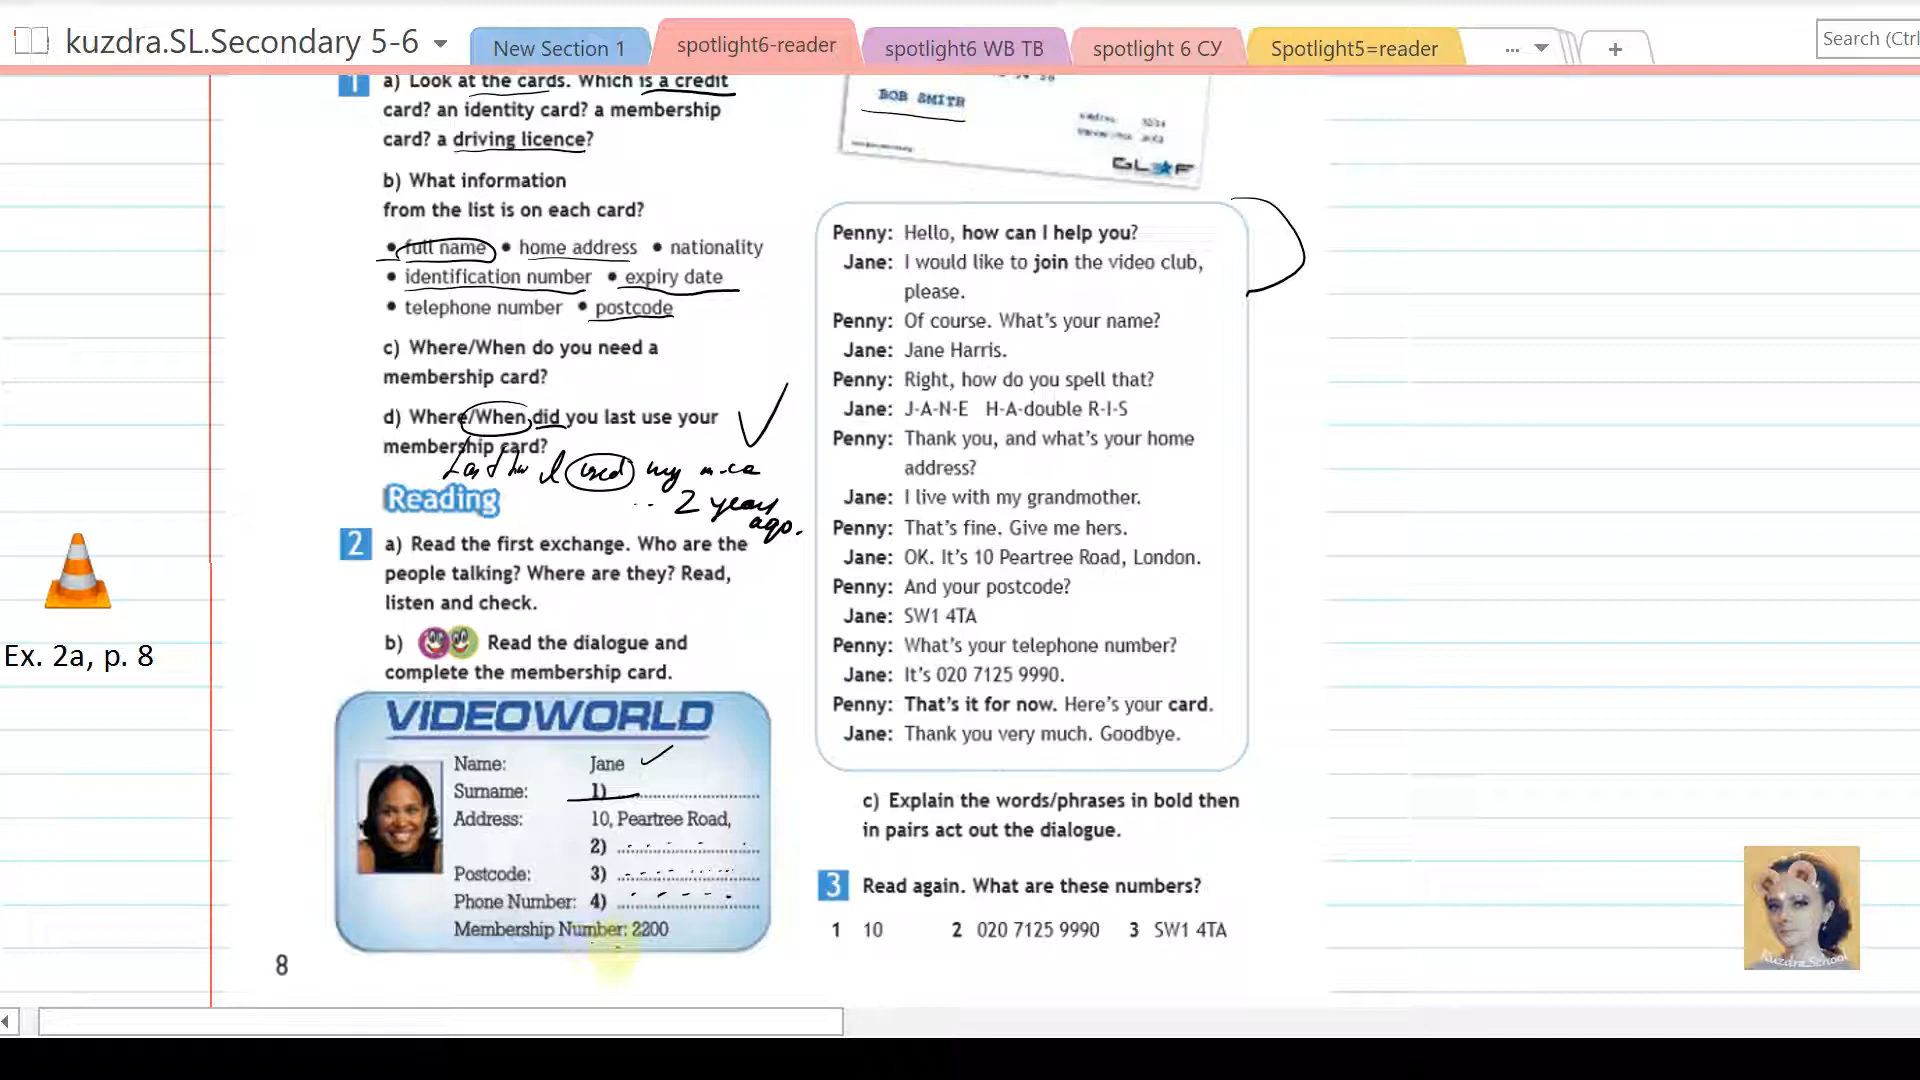 kuzdra.SL.Secondary 5-6
New Section 1
spotlight6-reader
spotlight6 WB TB
spotlight 6 СУ
Spotlight5=reader
...
+
Search (Ctrl
1 a) Look at the cards. Which is a credit
card? an identity card? a membership
card? a driving licence?
b) What information
from the list is on each card?
• full name • home address • nationality
• identification number • expiry date
• telephone number • postcode
c) Where/When do you need a
membership card?
d) Where/When did you last use your
membership card?
I used my
... 2 years
ago.
Reading
2 a) Read the first exchange. Who are the
people talking? Where are they? Read,
listen and check.
b) Read the dialogue and
complete the membership card.
VIDEOWORLD
Name: Jane
Surname: 1)
Address: 10, Peartree Road,
2)
Postcode: 3)
Phone Number: 4)
Membership Number: 2200
8
Ex. 2a, p. 8
BOB SMITH
Penny: Hello, how can I help you?
Jane: I would like to join the video club,
please.
Penny: Of course. What's your name?
Jane: Jane Harris.
Penny: Right, how do you spell that?
Jane: J-A-N-E H-A-double R-I-S
Penny: Thank you, and what's your home
address?
Jane: I live with my grandmother.
Penny: That's fine. Give me hers.
Jane: OK. It's 10 Peartree Road, London.
Penny: And your postcode?
Jane: SW1 4TA
Penny: What's your telephone number?
Jane: It's 020 7125 9990.
Penny: That's it for now. Here's your card.
Jane: Thank you very much. Goodbye.
c) Explain the words/phrases in bold then
in pairs act out the dialogue.
3 Read again. What are these numbers?
1 10 2 020 7125 9990 3 SW1 4TA
Kuzdra.School